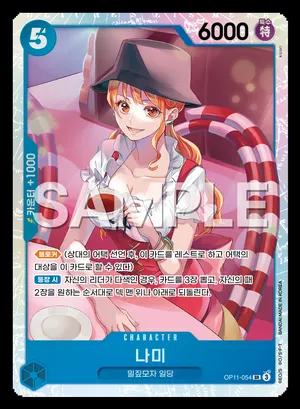 5
6000
특수
特
카운터 +1000
SAMPLE
블로커 (상대의 어택 선언 후, 이 카드를 레스트로 하고 어택의
대상을 이 카드로 할 수 있다)
등장 시 자신의 리더가 다색인 경우, 카드를 3장 뽑고, 자신의 패
2장을 원하는 순서대로 덱 맨 위나 아래로 되돌린다.
CHARACTER
나미
밀짚모자 일당
OP11-054 SR 3